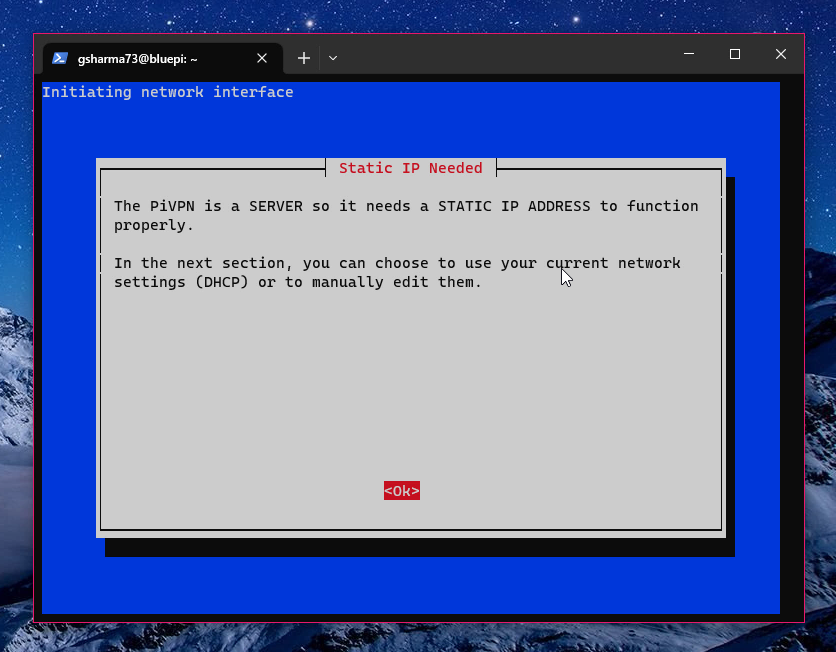 gsharma73@bluepi: ~
Initiating network interface
Static IP Needed
The PiVPN is a SERVER so it needs a STATIC IP ADDRESS to function
properly.
In the next section, you can choose to use your current network
settings (DHCP) or to manually edit them.
<Ok>